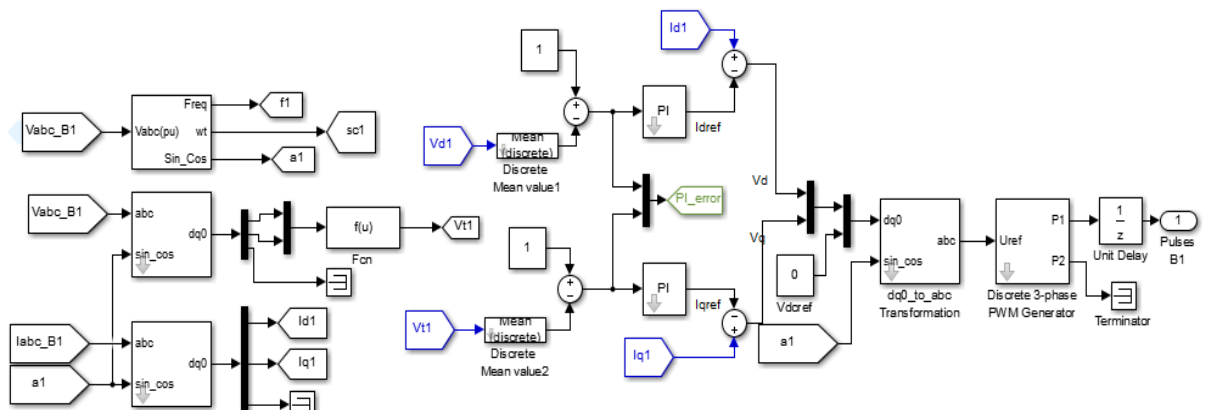 Vabc_B1
Vabc(pu)
Freq
wt
Sin_Cos
f1
sc1
a1
Vabc_B1
abc
sin_cos
dq0
f(u)
Fcn
Vt1
Iabc_B1
a1
abc
sin_cos
dq0
Id1
Iq1
1
Vd1
Mean
(discrete)
Discrete
Mean value1
PI
Idref
Id1
PI_error
1
Vt1
Mean
(discrete)
Discrete
Mean value2
PI
Iqref
Iq1
Vd
Vq
0
Vdcref
a1
dq0
sin_cos
abc
dq0_to_abc
Transformation
Uref
P1
P2
Discrete 3-phase
PWM Generator
1
z
Unit Delay
Terminator
1
Pulses
B1